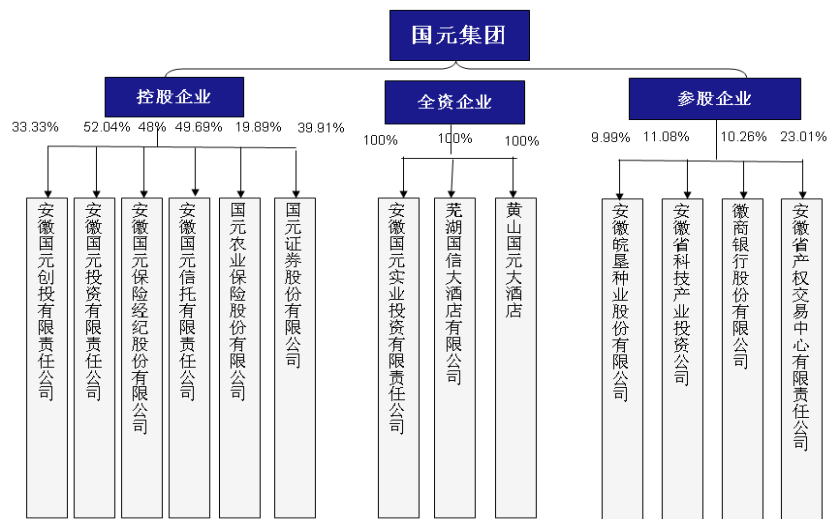 国元集团
控股企业
全资企业
参股企业
33.33%
52.04%
48%
49.69%
19.89%
39.91%
100%
100%
100%
9.99%
11.08%
10.26%
23.01%
安徽国元创投有限责任公司
安徽国元投资有限责任公司
安徽国元保险经纪股份有限公司
安徽国元信托有限责任公司
国元农业保险股份有限公司
国元证券股份有限公司
安徽国元实业投资有限责任公司
芜湖国信大酒店有限公司
黄山国元大酒店
安徽皖垦种业股份有限公司
安徽省科技产业投资公司
徽商银行股份有限公司
安徽省产权交易中心有限责任公司